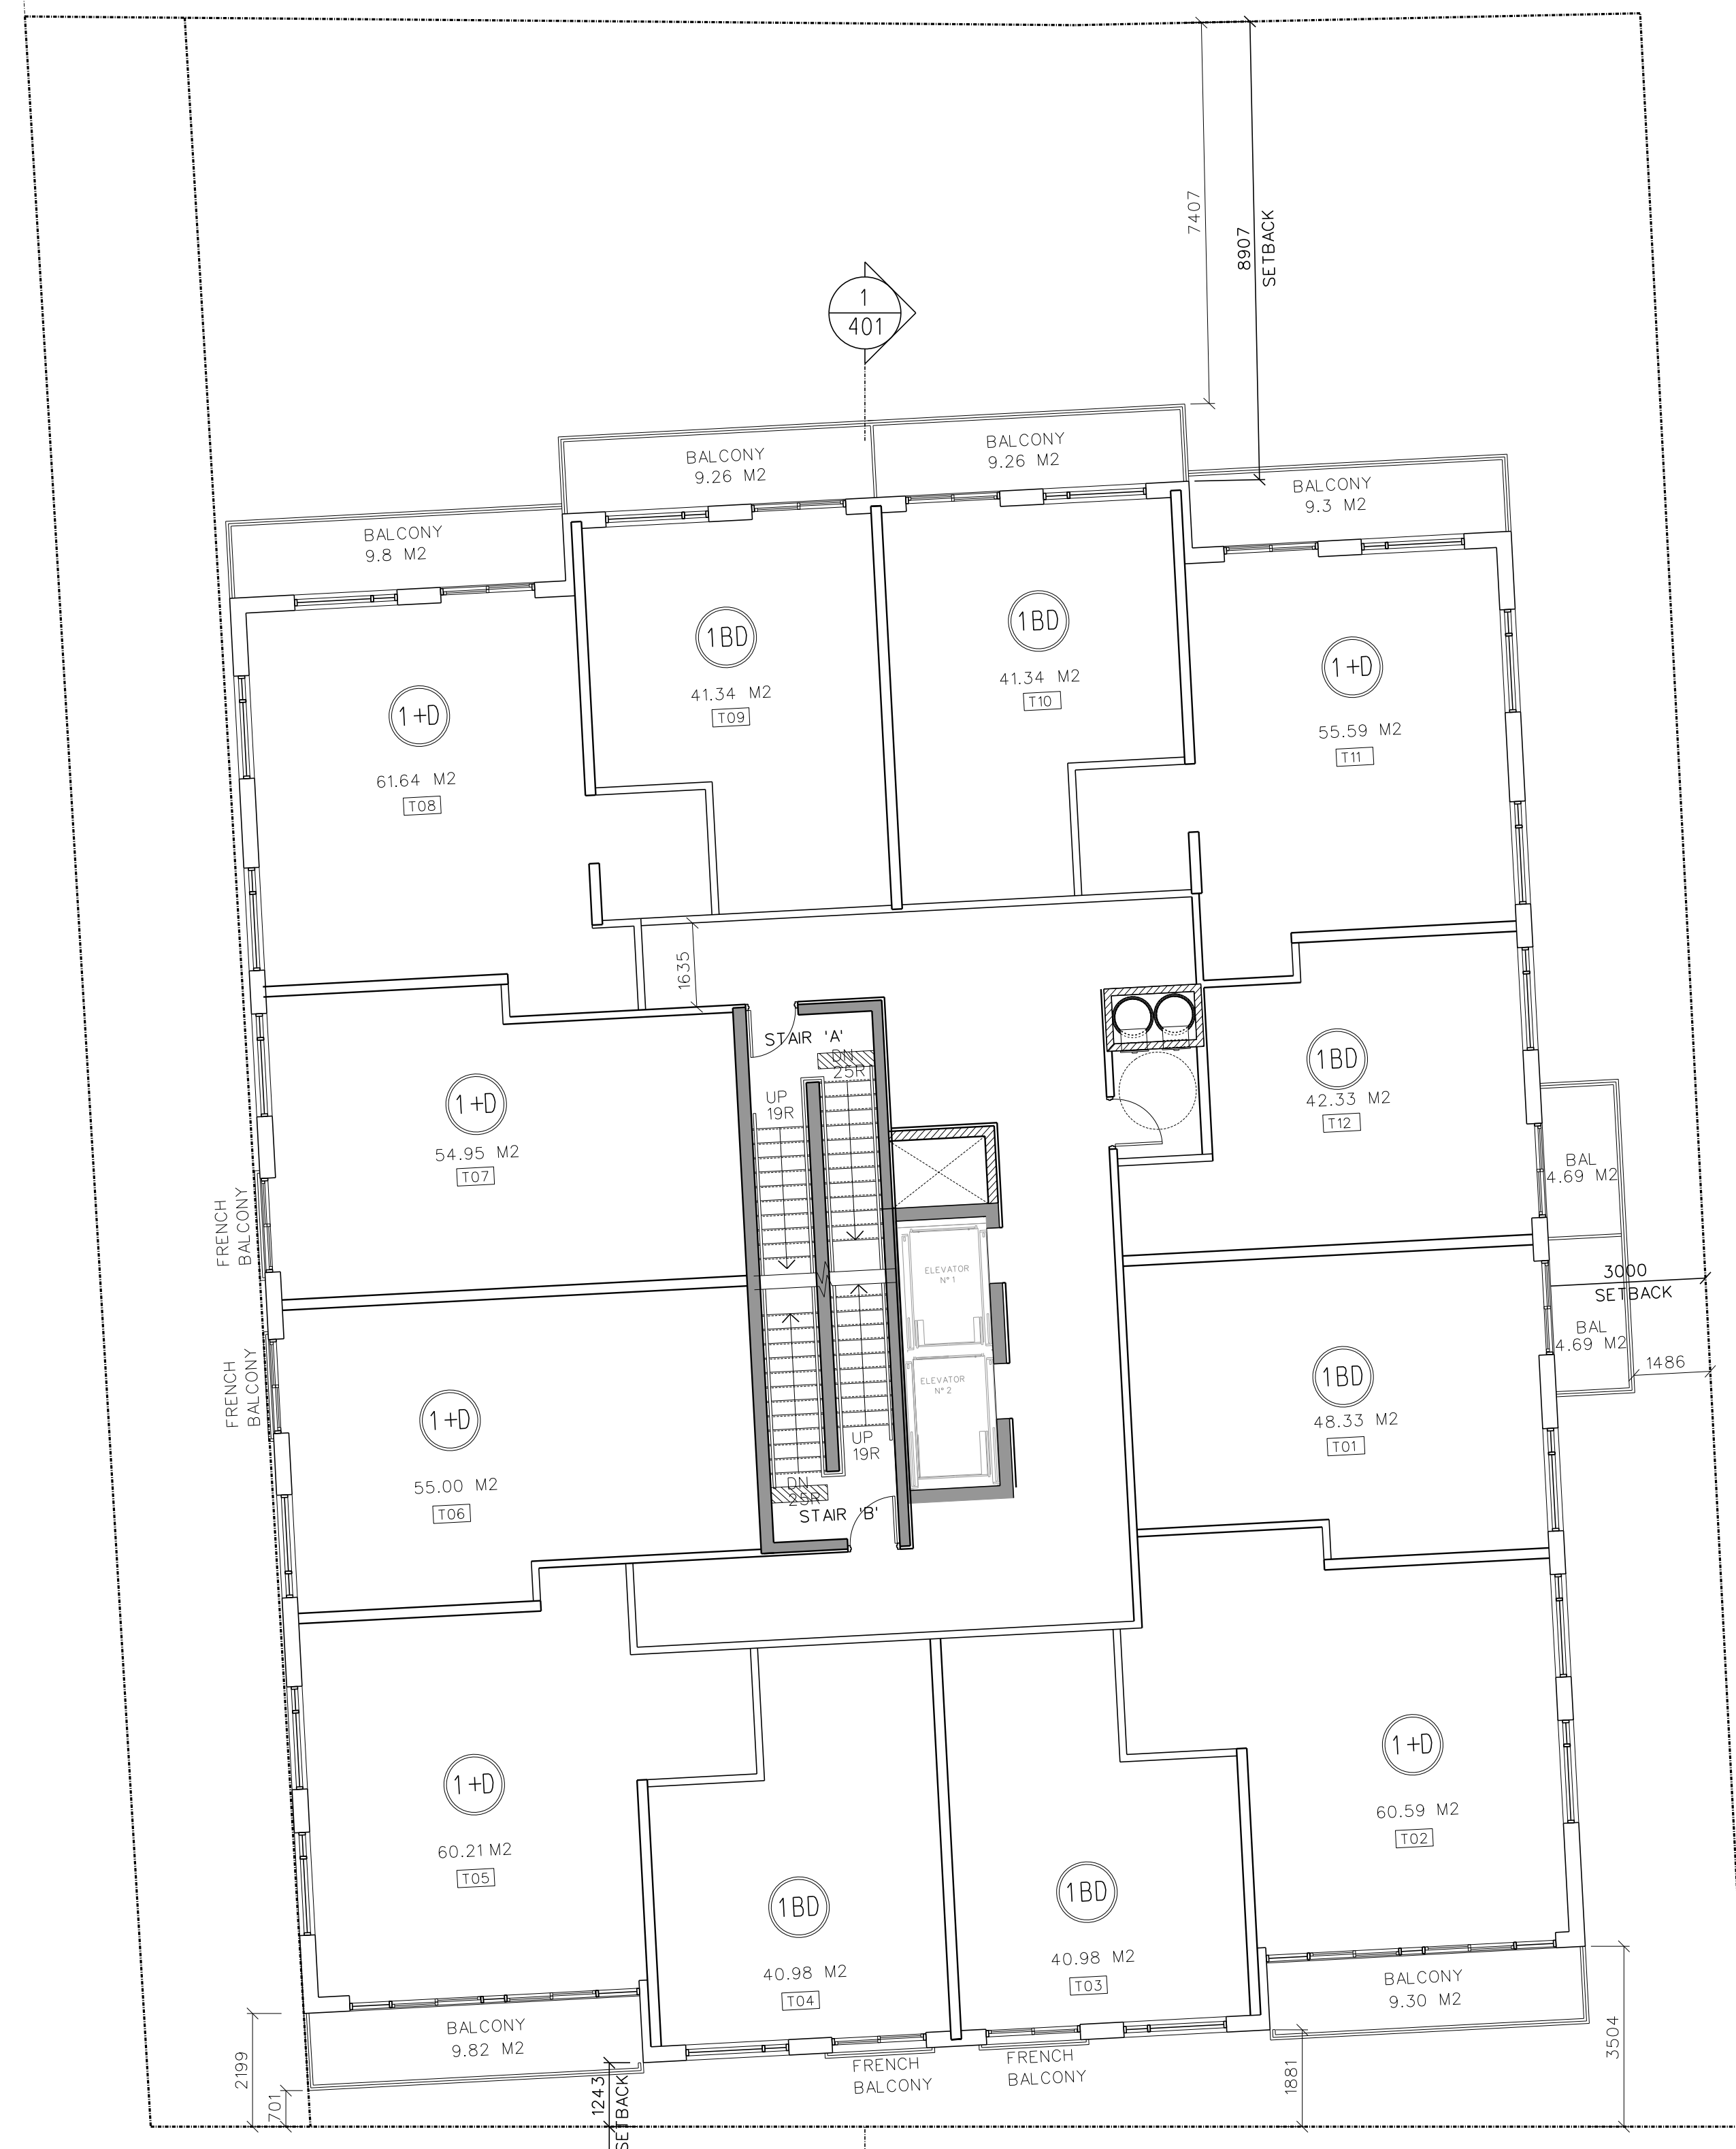 7407
8907
SETBACK
1
401
BALCONY
9.26 M2
BALCONY
9.26 M2
BALCONY
9.3 M2
BALCONY
9.8 M2
1BD
41.34 M2
T09
1BD
41.34 M2
T10
1+D
55.59 M2
T11
1+D
61.64 M2
T08
1635
STAIR 'A'
DN
25R
UP
19R
1BD
42.33 M2
T12
1+D
54.95 M2
T07
BAL
4.69 M2
FRENCH
BALCONY
ELEVATOR
N° 1
3000
SETBACK
BAL
4.69 M2
1486
FRENCH
BALCONY
ELEVATOR
N° 2
1BD
48.33 M2
T01
1+D
55.00 M2
T06
UP
19R
DN
25R
STAIR 'B'
1+D
60.21 M2
T05
1+D
60.59 M2
T02
1BD
40.98 M2
T04
1BD
40.98 M2
T03
BALCONY
9.30 M2
BALCONY
9.82 M2
FRENCH
BALCONY
FRENCH
BALCONY
2199
701
1243
SETBACK
1881
3504